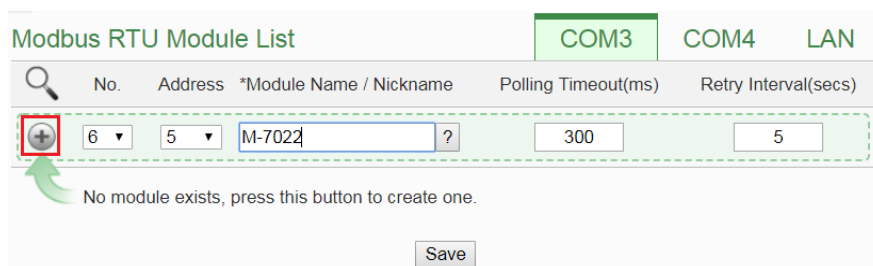 Modbus RTU Module List COM3 COM4 LAN
No. Address *Module Name / Nickname Polling Timeout(ms) Retry Interval(secs)
6 5 M-7022 ? 300 5
No module exists, press this button to create one.
Save